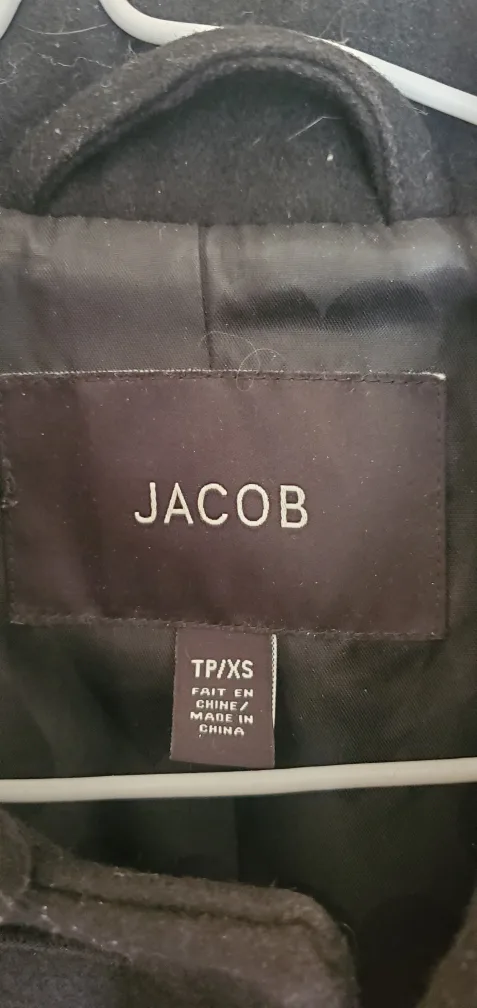 JACOB
TP/XS
FAIT EN
CHINE/
MADE IN
CHINA